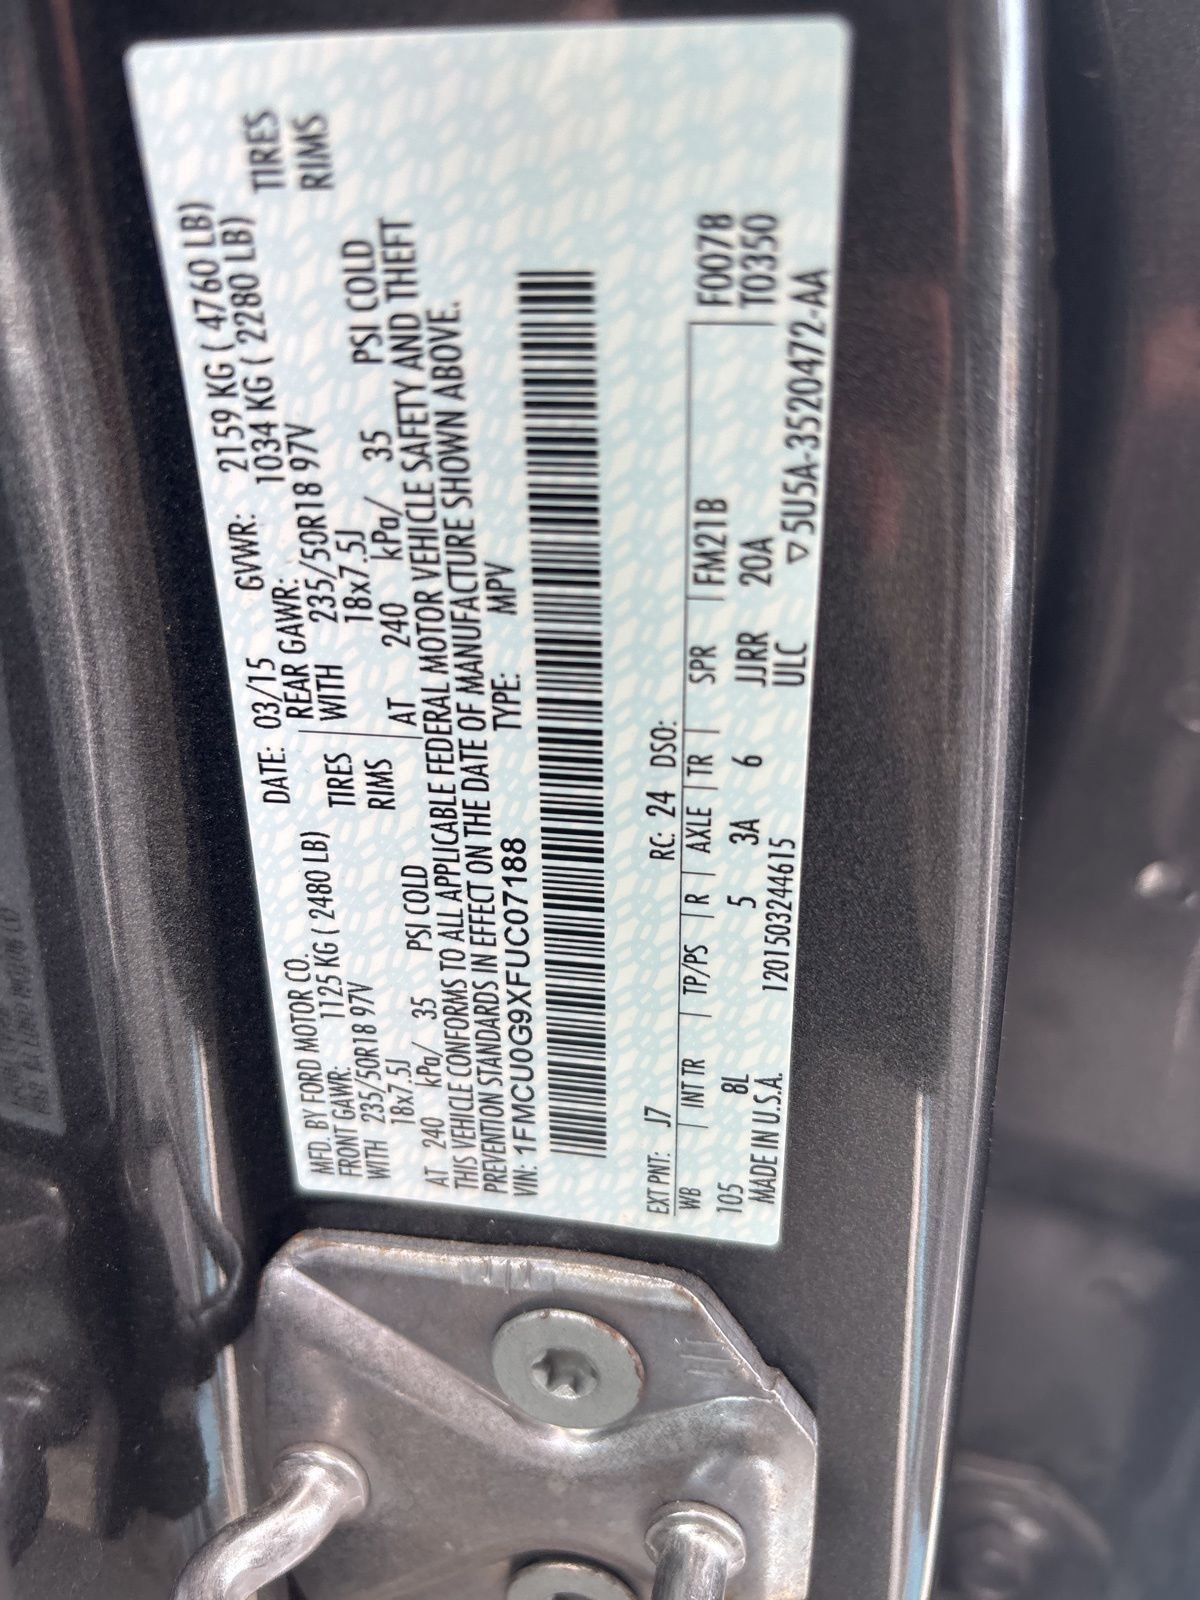 MFD. BY FORD MOTOR CO. DATE: 03/15 GVWR: 2159 KG ( 4760 LB)
FRONT GAWR: 1125 KG ( 2480 LB) REAR GAWR: 1034 KG ( 2280 LB)
WITH 235/50R18 97V TIRES WITH 235/50R18 97V TIRES
18x7.5J RIMS 18x7.5J RIMS
AT 240 kPa/ 35 PSI COLD AT 240 kPa/ 35 PSI COLD
THIS VEHICLE CONFORMS TO ALL APPLICABLE FEDERAL MOTOR VEHICLE SAFETY AND THEFT
PREVENTION STANDARDS IN EFFECT ON THE DATE OF MANUFACTURE SHOWN ABOVE.
VIN: 1FMCU0G9XFUC07188 TYPE: MPV
EXT PNT: J7 RC: 24 DSO:
WB INT TR TP/PS R AXLE TR SPR FM21B F0078
105 8L 5 3A 6 JJRR 20A T0350
MADE IN U.S.A. 1201503244615 ULC ▽5U5A-3520472-AA